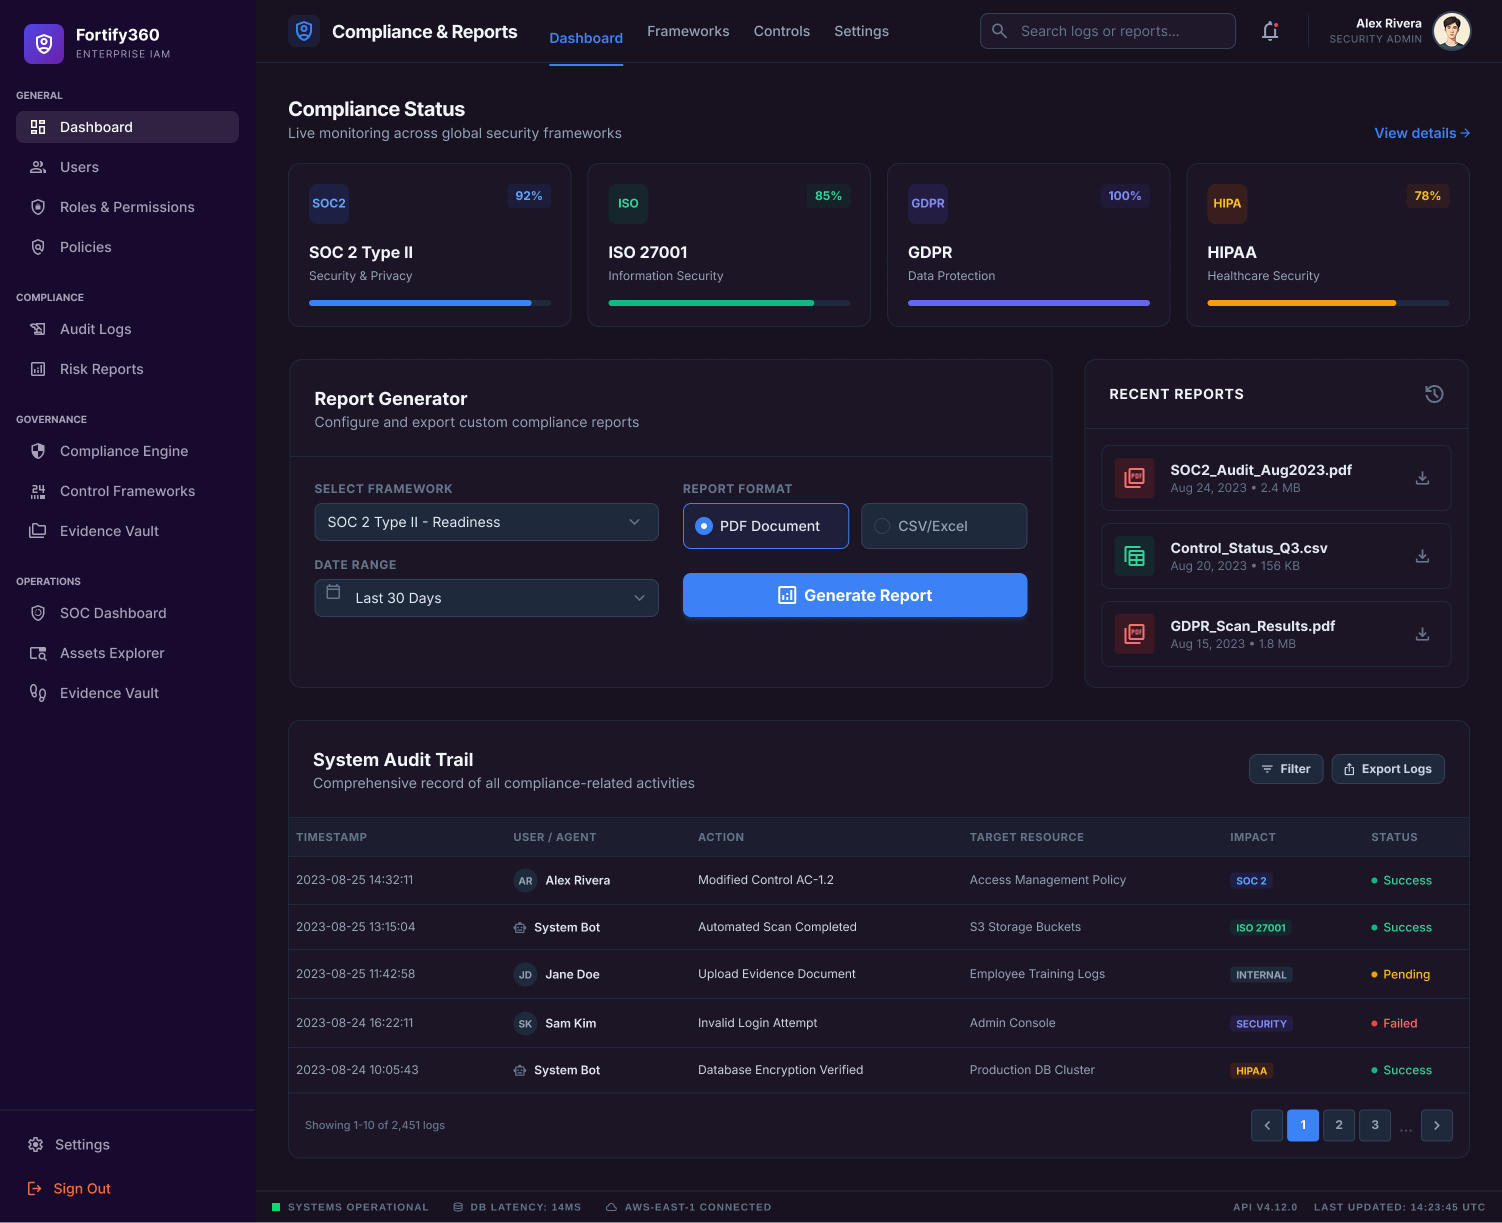 Fortify360
ENTERPRISE IAM
GENERAL
Dashboard
Users
Roles & Permissions
Policies
COMPLIANCE
Audit Logs
Risk Reports
GOVERNANCE
Compliance Engine
24
Control Frameworks
Evidence Vault
OPERATIONS
SOC Dashboard
Assets Explorer
Evidence Vault
Settings
Sign Out
Compliance & Reports
Dashboard
Frameworks
Controls
Settings
Search logs or reports...
Alex Rivera
SECURITY ADMIN
Compliance Status
Live monitoring across global security frameworks
View details
SOC2
92%
SOC 2 Type II
Security & Privacy
ISO
85%
ISO 27001
Information Security
GDPR
100%
GDPR
Data Protection
HIPA
78%
HIPAA
Healthcare Security
Report Generator
Configure and export custom compliance reports
SELECT FRAMEWORK
SOC 2 Type II - Readiness
DATE RANGE
Last 30 Days
REPORT FORMAT
PDF Document
CSV/Excel
Generate Report
RECENT REPORTS
PDF
SOC2_Audit_Aug2023.pdf
Aug 24, 2023 • 2.4 MB
Control_Status_Q3.csv
Aug 20, 2023 • 156 KB
PDF
GDPR_Scan_Results.pdf
Aug 15, 2023 • 1.8 MB
System Audit Trail
Comprehensive record of all compliance-related activities
Filter
Export Logs
TIMESTAMP USER / AGENT ACTION TARGET RESOURCE IMPACT STATUS
2023-08-25 14:32:11 AR Alex Rivera Modified Control AC-1.2 Access Management Policy SOC 2 Success
2023-08-25 13:15:04 System Bot Automated Scan Completed S3 Storage Buckets ISO 27001 Success
2023-08-25 11:42:58 JD Jane Doe Upload Evidence Document Employee Training Logs INTERNAL Pending
2023-08-24 16:22:11 SK Sam Kim Invalid Login Attempt Admin Console SECURITY Failed
2023-08-24 10:05:43 System Bot Database Encryption Verified Production DB Cluster HIPAA Success
Showing 1-10 of 2,451 logs
1 2 3 ...
SYSTEMS OPERATIONAL DB LATENCY: 14MS AWS-EAST-1 CONNECTED API V4.12.0 LAST UPDATED: 14:23:45 UTC